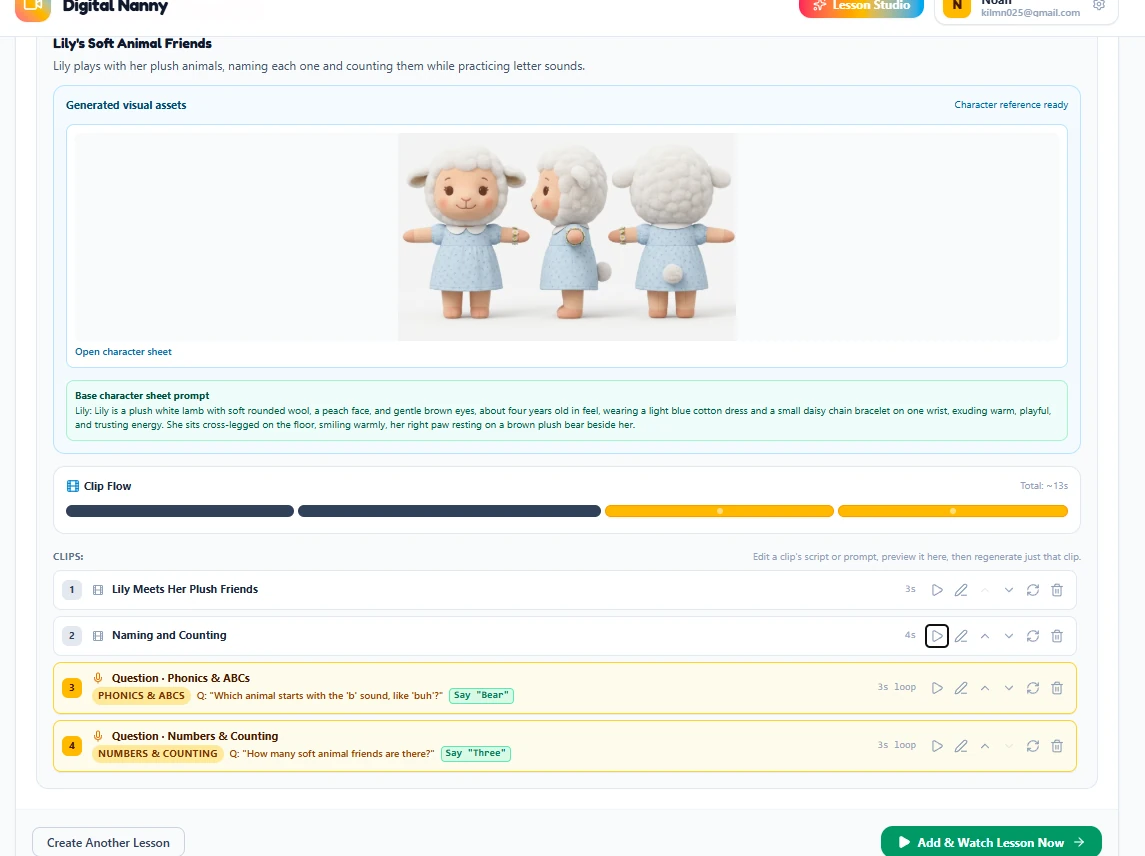 Digital Nanny
Lesson Studio
N
Noah
kilmn025@gmail.com
Lily's Soft Animal Friends
Lily plays with her plush animals, naming each one and counting them while practicing letter sounds.
Generated visual assets
Character reference ready
Open character sheet
Base character sheet prompt
Lily: Lily is a plush white lamb with soft rounded wool, a peach face, and gentle brown eyes, about four years old in feel, wearing a light blue cotton dress and a small daisy chain bracelet on one wrist, exuding warm, playful,
and trusting energy. She sits cross-legged on the floor, smiling warmly, her right paw resting on a brown plush bear beside her.
Clip Flow
Total: ~13s
CLIPS:
Edit a clip's script or prompt, preview it here, then regenerate just that clip.
1 Lily Meets Her Plush Friends 3s
2 Naming and Counting 4s
3 Question · Phonics & ABCs
PHONICS & ABCS Q: "Which animal starts with the 'b' sound, like 'buh'?" Say "Bear" 3s loop
4 Question · Numbers & Counting
NUMBERS & COUNTING Q: "How many soft animal friends are there?" Say "Three" 3s loop
Create Another Lesson
Add & Watch Lesson Now